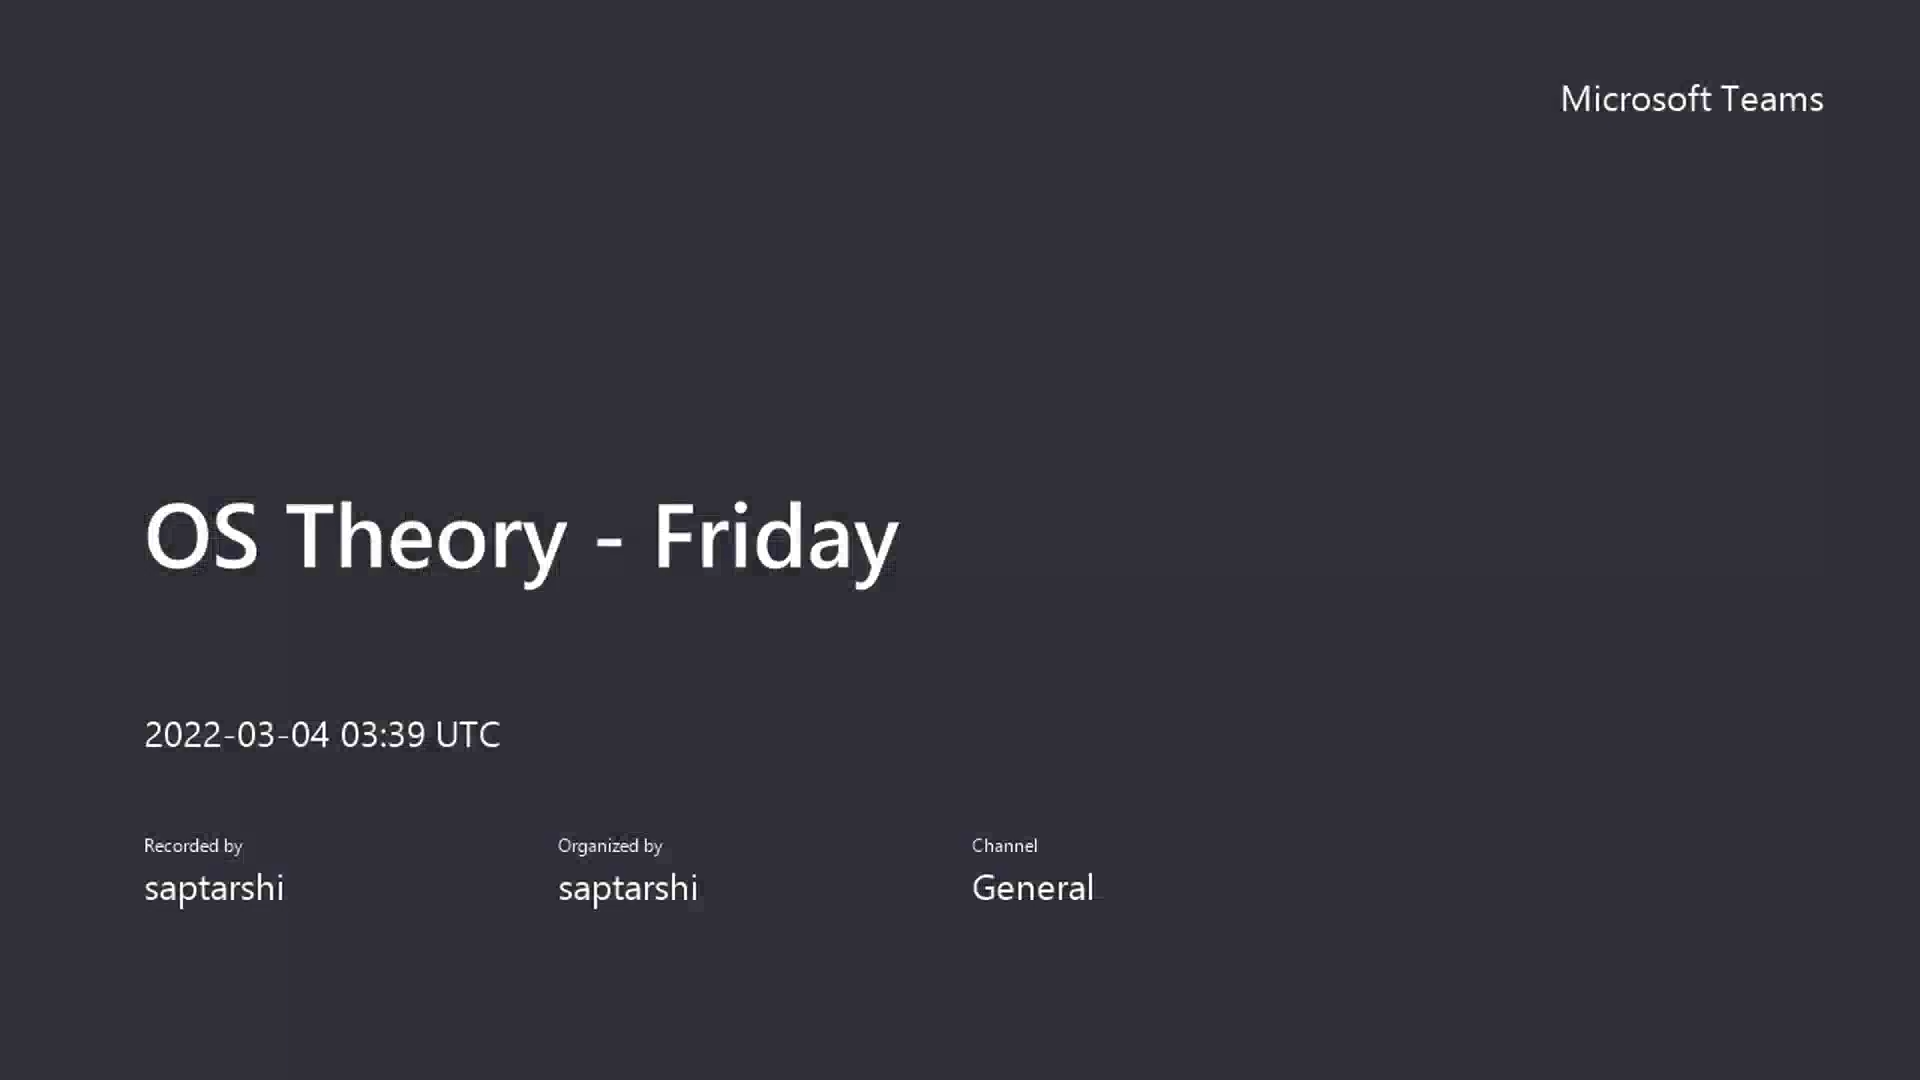 Microsoft Teams
OS Theory - Friday
2022-03-04 03:39 UTC
Recorded by
saptarshi
Organized by
saptarshi
Channel
General